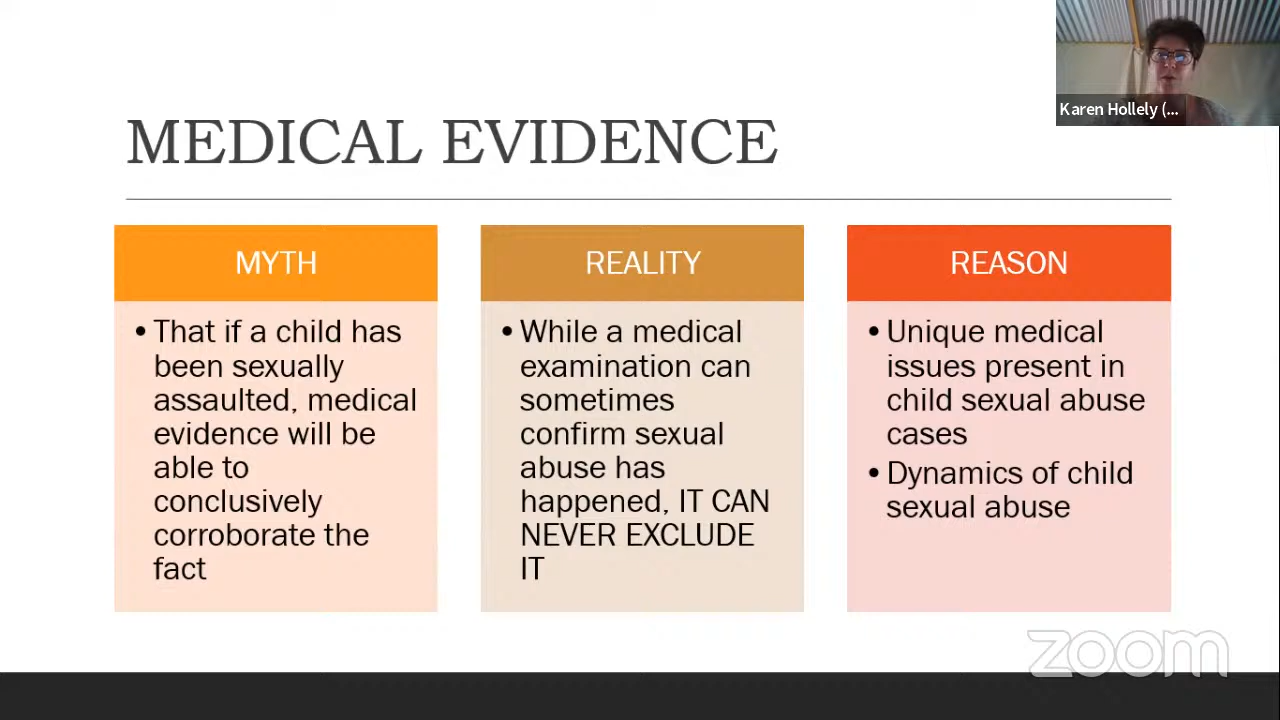 Karen Hollely (...
MEDICAL EVIDENCE
MYTH
• That if a child has
been sexually
assaulted, medical
evidence will be
able to
conclusively
corroborate the
fact
REALITY
• While a medical
examination can
sometimes
confirm sexual
abuse has
happened, IT CAN
NEVER EXCLUDE
IT
REASON
• Unique medical
issues present in
child sexual abuse
cases
• Dynamics of child
sexual abuse
zoom